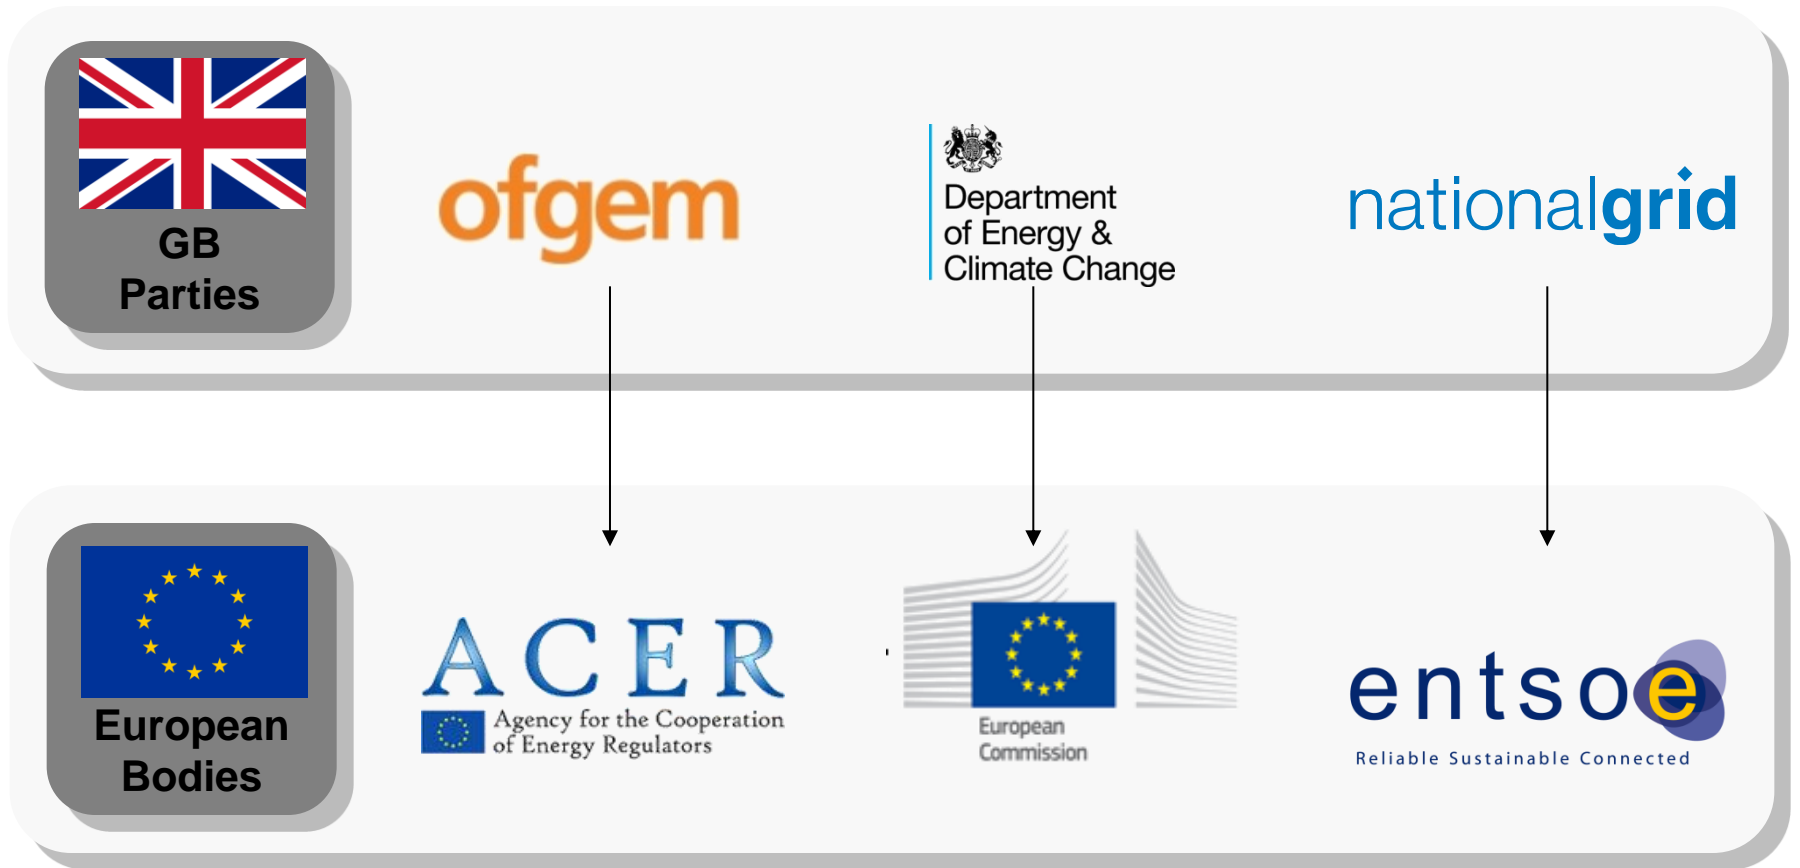 GB
Parties
ofgem
Department
of Energy &
Climate Change
nationalgrid
European
Bodies
ACER
Agency for the Cooperation
of Energy Regulators
European
Commission
entsoe
Reliable Sustainable Connected